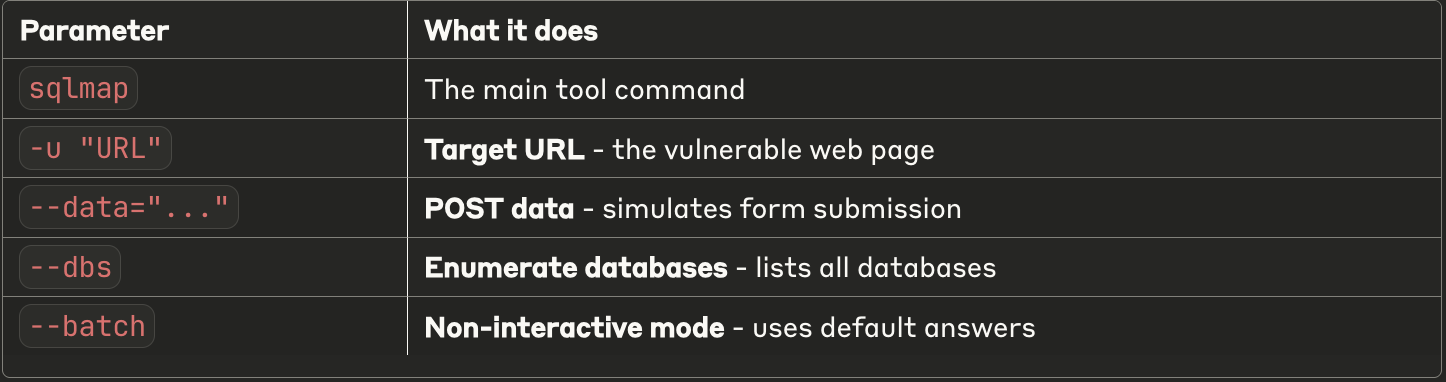 Parameter What it does
sqlmap The main tool command
-u "URL" Target URL - the vulnerable web page
--data="..." POST data - simulates form submission
--dbs Enumerate databases - lists all databases
--batch Non-interactive mode - uses default answers